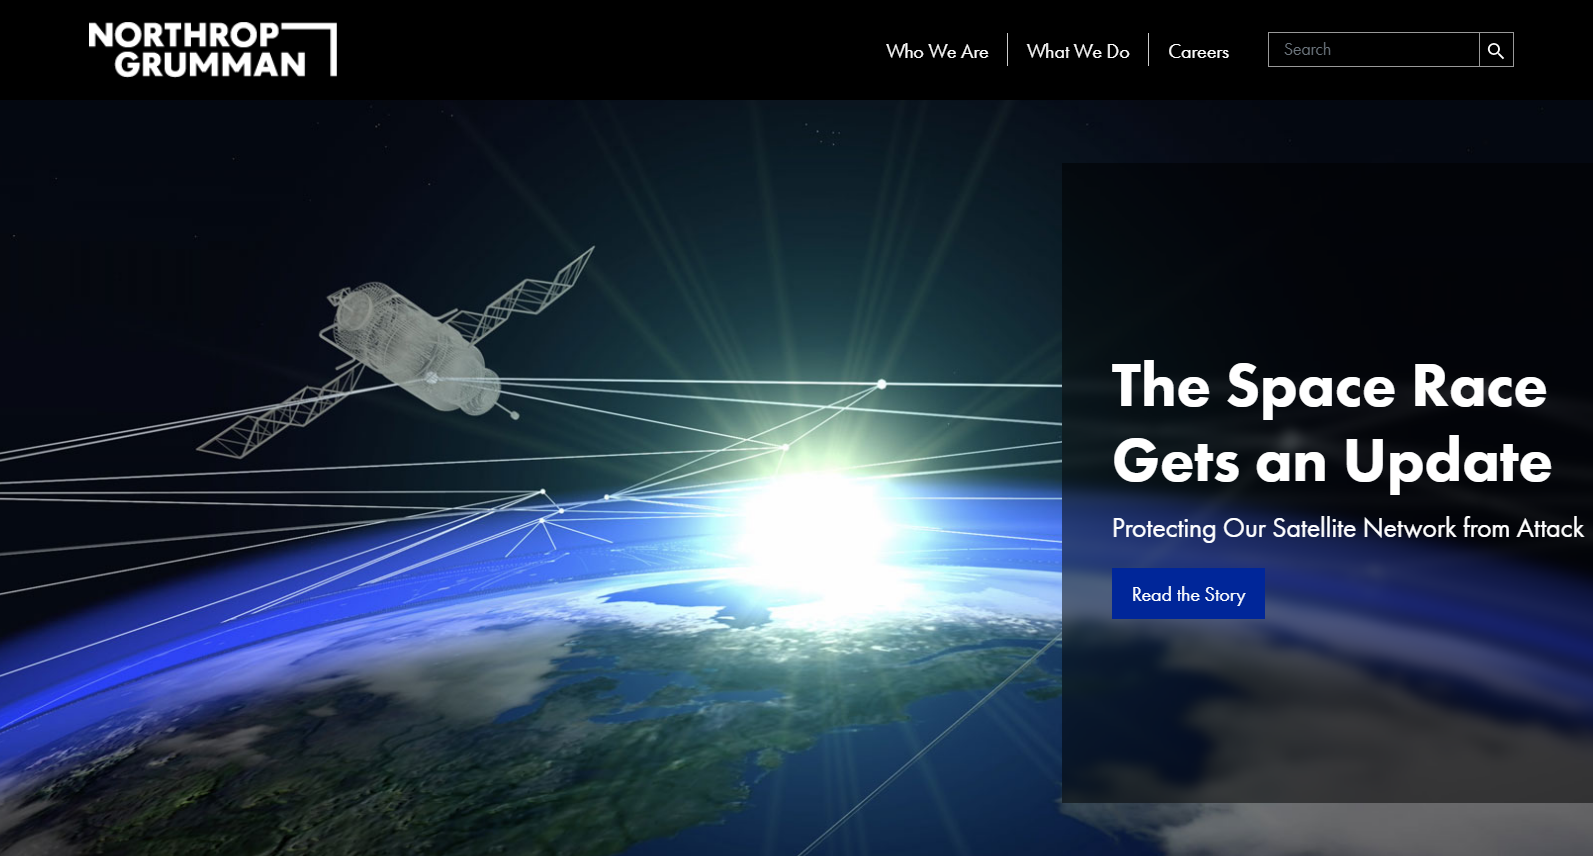 NORTHROP
GRUMMAN
Who We Are
What We Do
Careers
Search
The Space Race
Gets an Update
Protecting Our Satellite Network from Attack
Read the Story